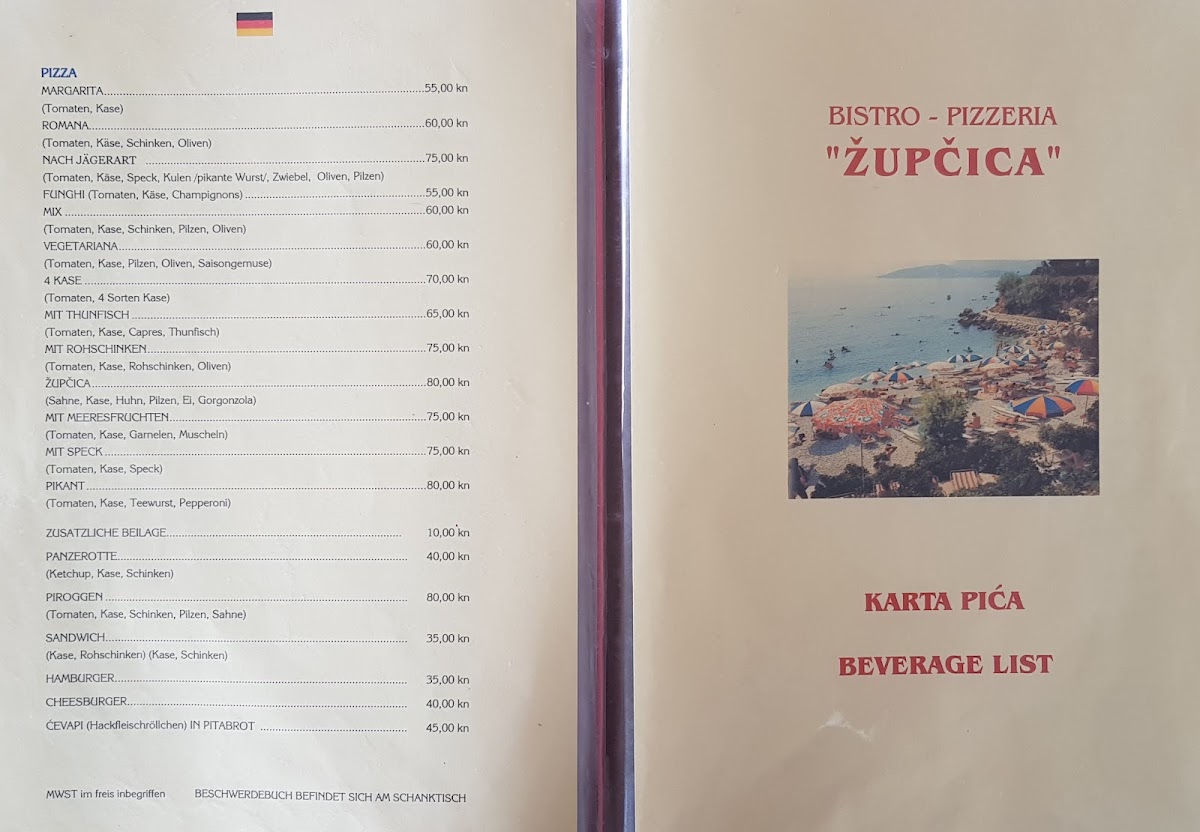 PIZZA
MARGARITA.....55,00 kn
(Tomaten, Kase)
ROMANA.....60,00 kn
(Tomaten, Käse, Schinken, Oliven)
NACH JÄGERART .....75,00 kn
(Tomaten, Käse, Speck, Kulen /pikante Wurst/, Zwiebel, Oliven, Pilzen)
FUNGHI (Tomaten, Käse, Champignons).....55,00 kn
MIX.....60,00 kn
(Tomaten, Kase, Schinken, Pilzen, Oliven)
VEGETARIANA.....60,00 kn
(Tomaten, Kase, Pilzen, Oliven, Saisongemuse)
4 KASE.....70,00 kn
(Tomaten, 4 Sorten Kase)
MIT THUNFISCH.....65,00 kn
(Tomaten, Kase, Capres, Thunfisch)
MIT ROHSCHINKEN.....75,00 kn
(Tomaten, Kase, Rohschinken, Oliven)
ŽUPČICA.....80,00 kn
(Sahne, Kase, Huhn, Pilzen, Ei, Gorgonzola)
MIT MEERESFRUCHTEN.....75,00 kn
(Tomaten, Kase, Garnelen, Muscheln)
MIT SPECK.....75,00 kn
(Tomaten, Kase, Speck)
PIKANT.....80,00 kn
(Tomaten, Kase, Teewurst, Pepperoni)
ZUSATZLICHE BEILAGE.....10,00 kn
PANZEROTTE.....40,00 kn
(Ketchup, Kase, Schinken)
PIROGGEN.....80,00 kn
(Tomaten, Kase, Schinken, Pilzen, Sahne)
SANDWICH.....35,00 kn
(Kase, Rohschinken) (Kase, Schinken)
HAMBURGER.....35,00 kn
CHEESBURGER.....40,00 kn
ĆEVAPI (Hackfleischröllchen) IN PITABROT .....45,00 kn
MWST im freis inbegriffen BESCHWERDEBUCH BEFINDET SICH AM SCHANKTISCH
BISTRO - PIZZERIA
"ŽUPČICA"
KARTA PIĆA
BEVERAGE LIST